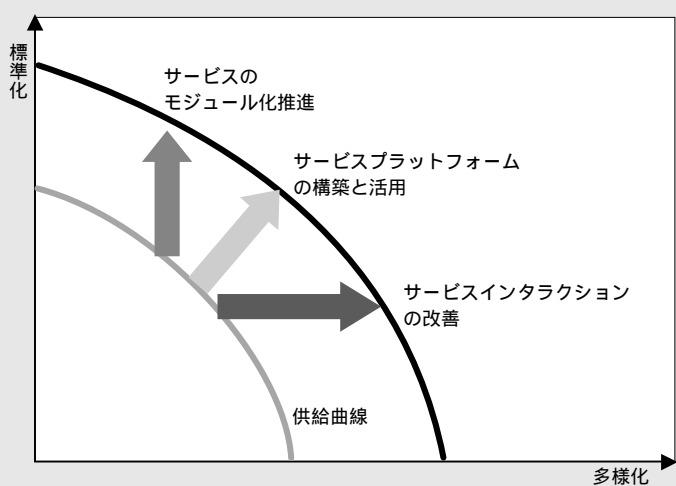 標準化
サービスの
モジュール化推進
サービスプラットフォーム
の構築と活用
サービスインタラクション
の改善
供給曲線
多様化